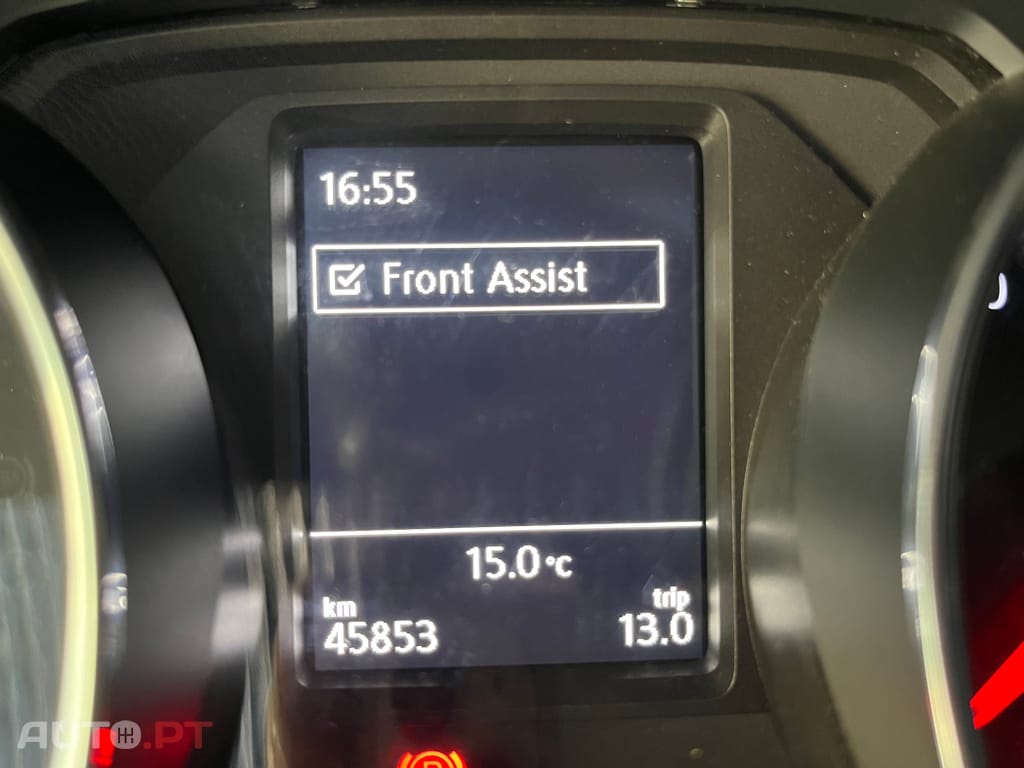 16:55
Front Assist
15.0°C
km
trip
45853
13.0
AUTO.PT